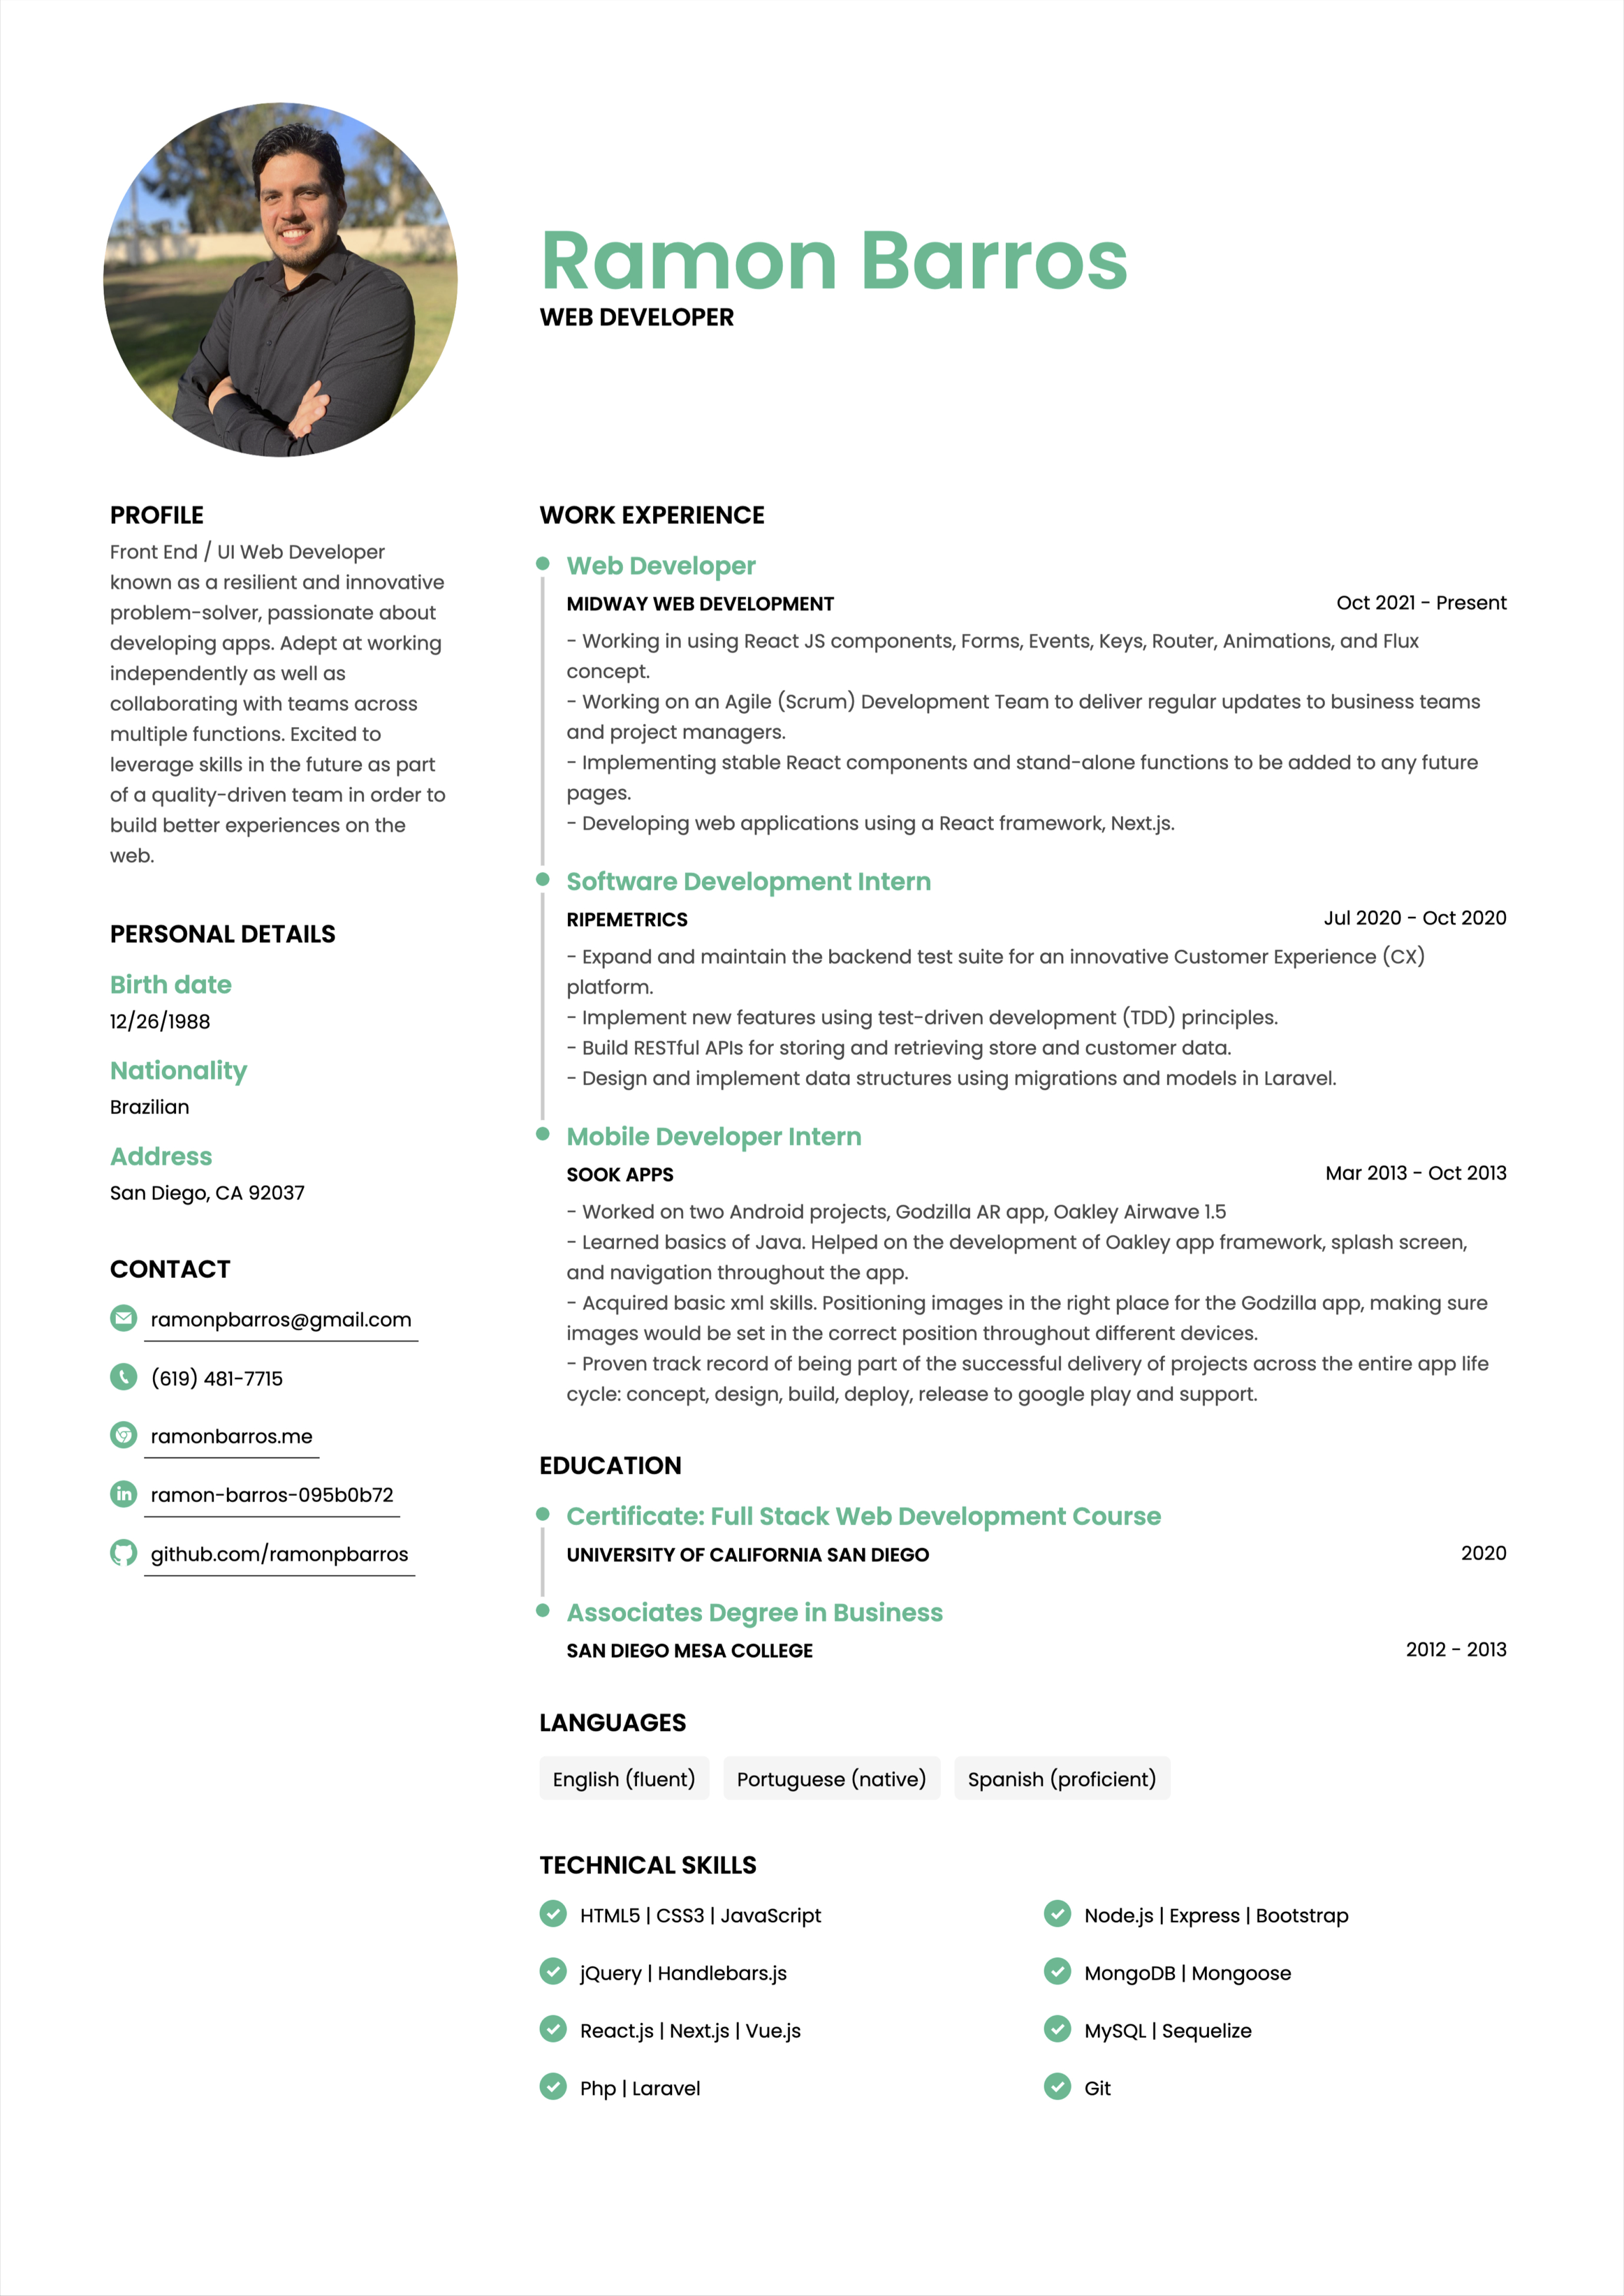 Ramon Barros
WEB DEVELOPER
PROFILE
Front End / UI Web Developer
known as a resilient and innovative
problem-solver, passionate about
developing apps. Adept at working
independently as well as
collaborating with teams across
multiple functions. Excited to
leverage skills in the future as part
of a quality-driven team in order to
build better experiences on the
web.
PERSONAL DETAILS
Birth date
12/26/1988
Nationality
Brazilian
Address
San Diego, CA 92037
CONTACT
ramonpbarros@gmail.com
(619) 481-7715
ramonbarros.me
ramon-barros-095b0b72
github.com/ramonpbarros
WORK EXPERIENCE
Web Developer
MIDWAY WEB DEVELOPMENT Oct 2021 - Present
- Working in using React JS components, Forms, Events, Keys, Router, Animations, and Flux
concept.
- Working on an Agile (Scrum) Development Team to deliver regular updates to business teams
and project managers.
- Implementing stable React components and stand-alone functions to be added to any future
pages.
- Developing web applications using a React framework, Next.js.
Software Development Intern
RIPEMETRICS Jul 2020 - Oct 2020
- Expand and maintain the backend test suite for an innovative Customer Experience (CX)
platform.
- Implement new features using test-driven development (TDD) principles.
- Build RESTful APIs for storing and retrieving store and customer data.
- Design and implement data structures using migrations and models in Laravel.
Mobile Developer Intern
SOOK APPS Mar 2013 - Oct 2013
- Worked on two Android projects, Godzilla AR app, Oakley Airwave 1.5
- Learned basics of Java. Helped on the development of Oakley app framework, splash screen,
and navigation throughout the app.
- Acquired basic xml skills. Positioning images in the right place for the Godzilla app, making sure
images would be set in the correct position throughout different devices.
- Proven track record of being part of the successful delivery of projects across the entire app life
cycle: concept, design, build, deploy, release to google play and support.
EDUCATION
Certificate: Full Stack Web Development Course
UNIVERSITY OF CALIFORNIA SAN DIEGO 2020
Associates Degree in Business
SAN DIEGO MESA COLLEGE 2012 - 2013
LANGUAGES
English (fluent) Portuguese (native) Spanish (proficient)
TECHNICAL SKILLS
HTML5 | CSS3 | JavaScript Node.js | Express | Bootstrap
jQuery | Handlebars.js MongoDB | Mongoose
React.js | Next.js | Vue.js MySQL | Sequelize
Php | Laravel Git